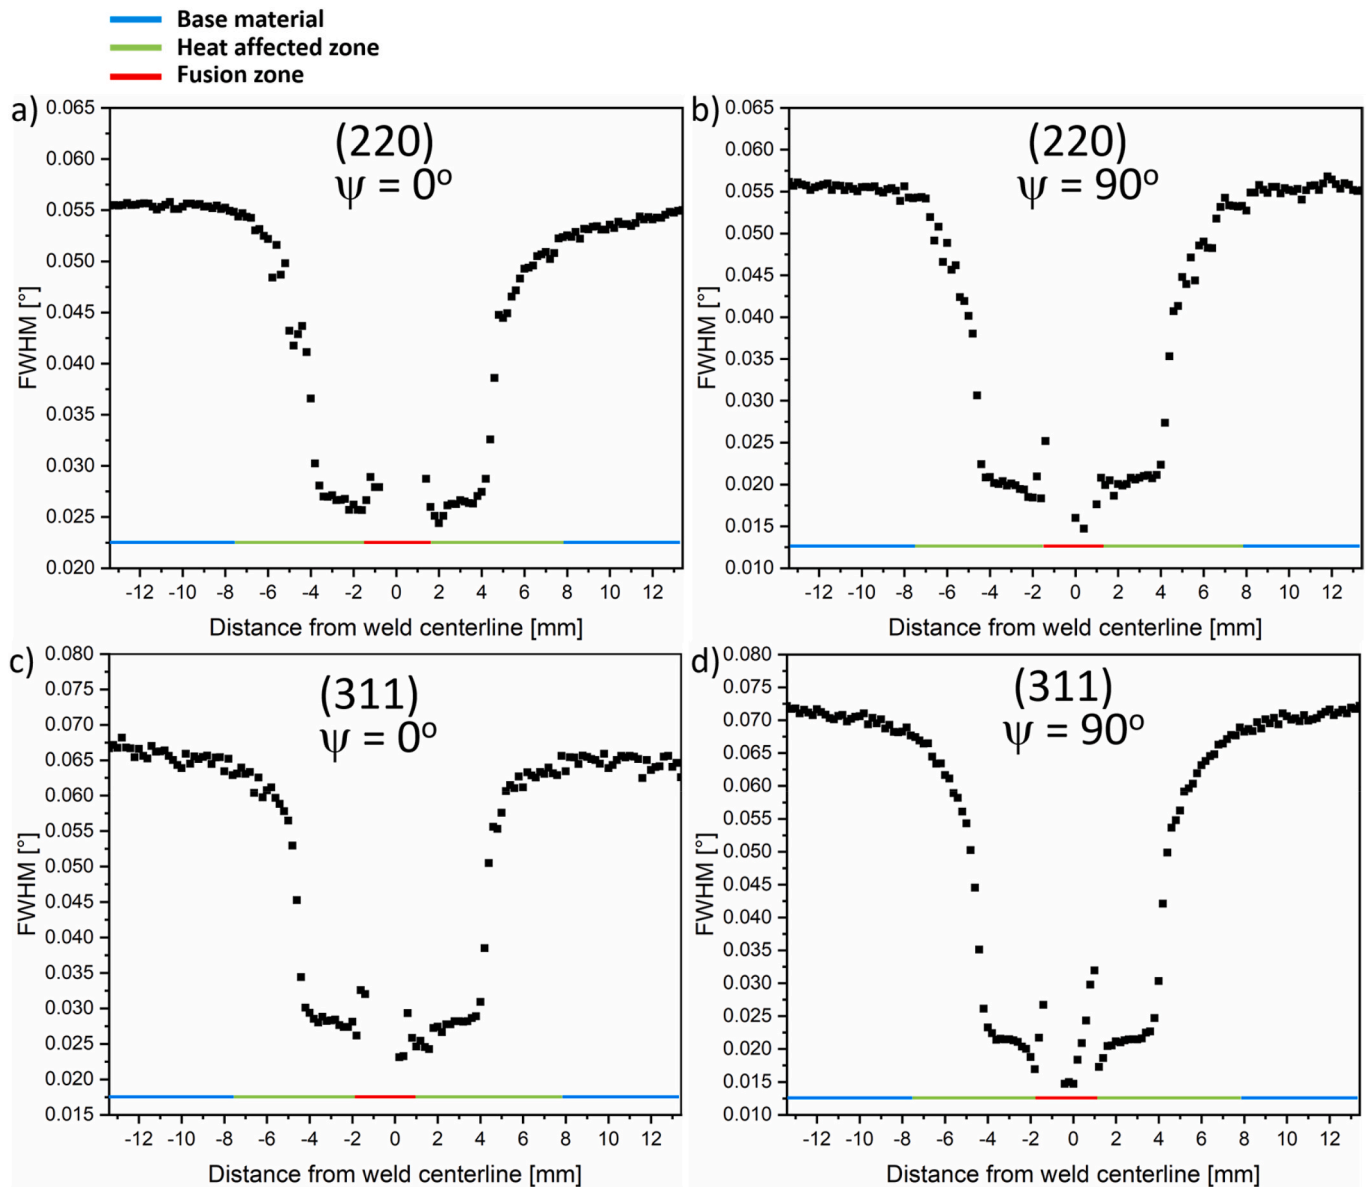 Base material
Heat affected zone
Fusion zone
a)
(220)
ψ = 0º
FWHM [°]
0.065
0.060
0.055
0.050
0.045
0.040
0.035
0.030
0.025
0.020
-12 -10 -8 -6 -4 -2 0 2 4 6 8 10 12
Distance from weld centerline [mm]
b)
(220)
ψ = 90º
FWHM [°]
0.065
0.060
0.055
0.050
0.045
0.040
0.035
0.030
0.025
0.020
0.015
0.010
-12 -10 -8 -6 -4 -2 0 2 4 6 8 10 12
Distance from weld centerline [mm]
c)
(311)
ψ = 0º
FWHM [°]
0.080
0.075
0.070
0.065
0.060
0.055
0.050
0.045
0.040
0.035
0.030
0.025
0.020
0.015
-12 -10 -8 -6 -4 -2 0 2 4 6 8 10 12
Distance from weld centerline [mm]
d)
(311)
ψ = 90º
FWHM [°]
0.080
0.075
0.070
0.065
0.060
0.055
0.050
0.045
0.040
0.035
0.030
0.025
0.020
0.015
0.010
-12 -10 -8 -6 -4 -2 0 2 4 6 8 10 12
Distance from weld centerline [mm]